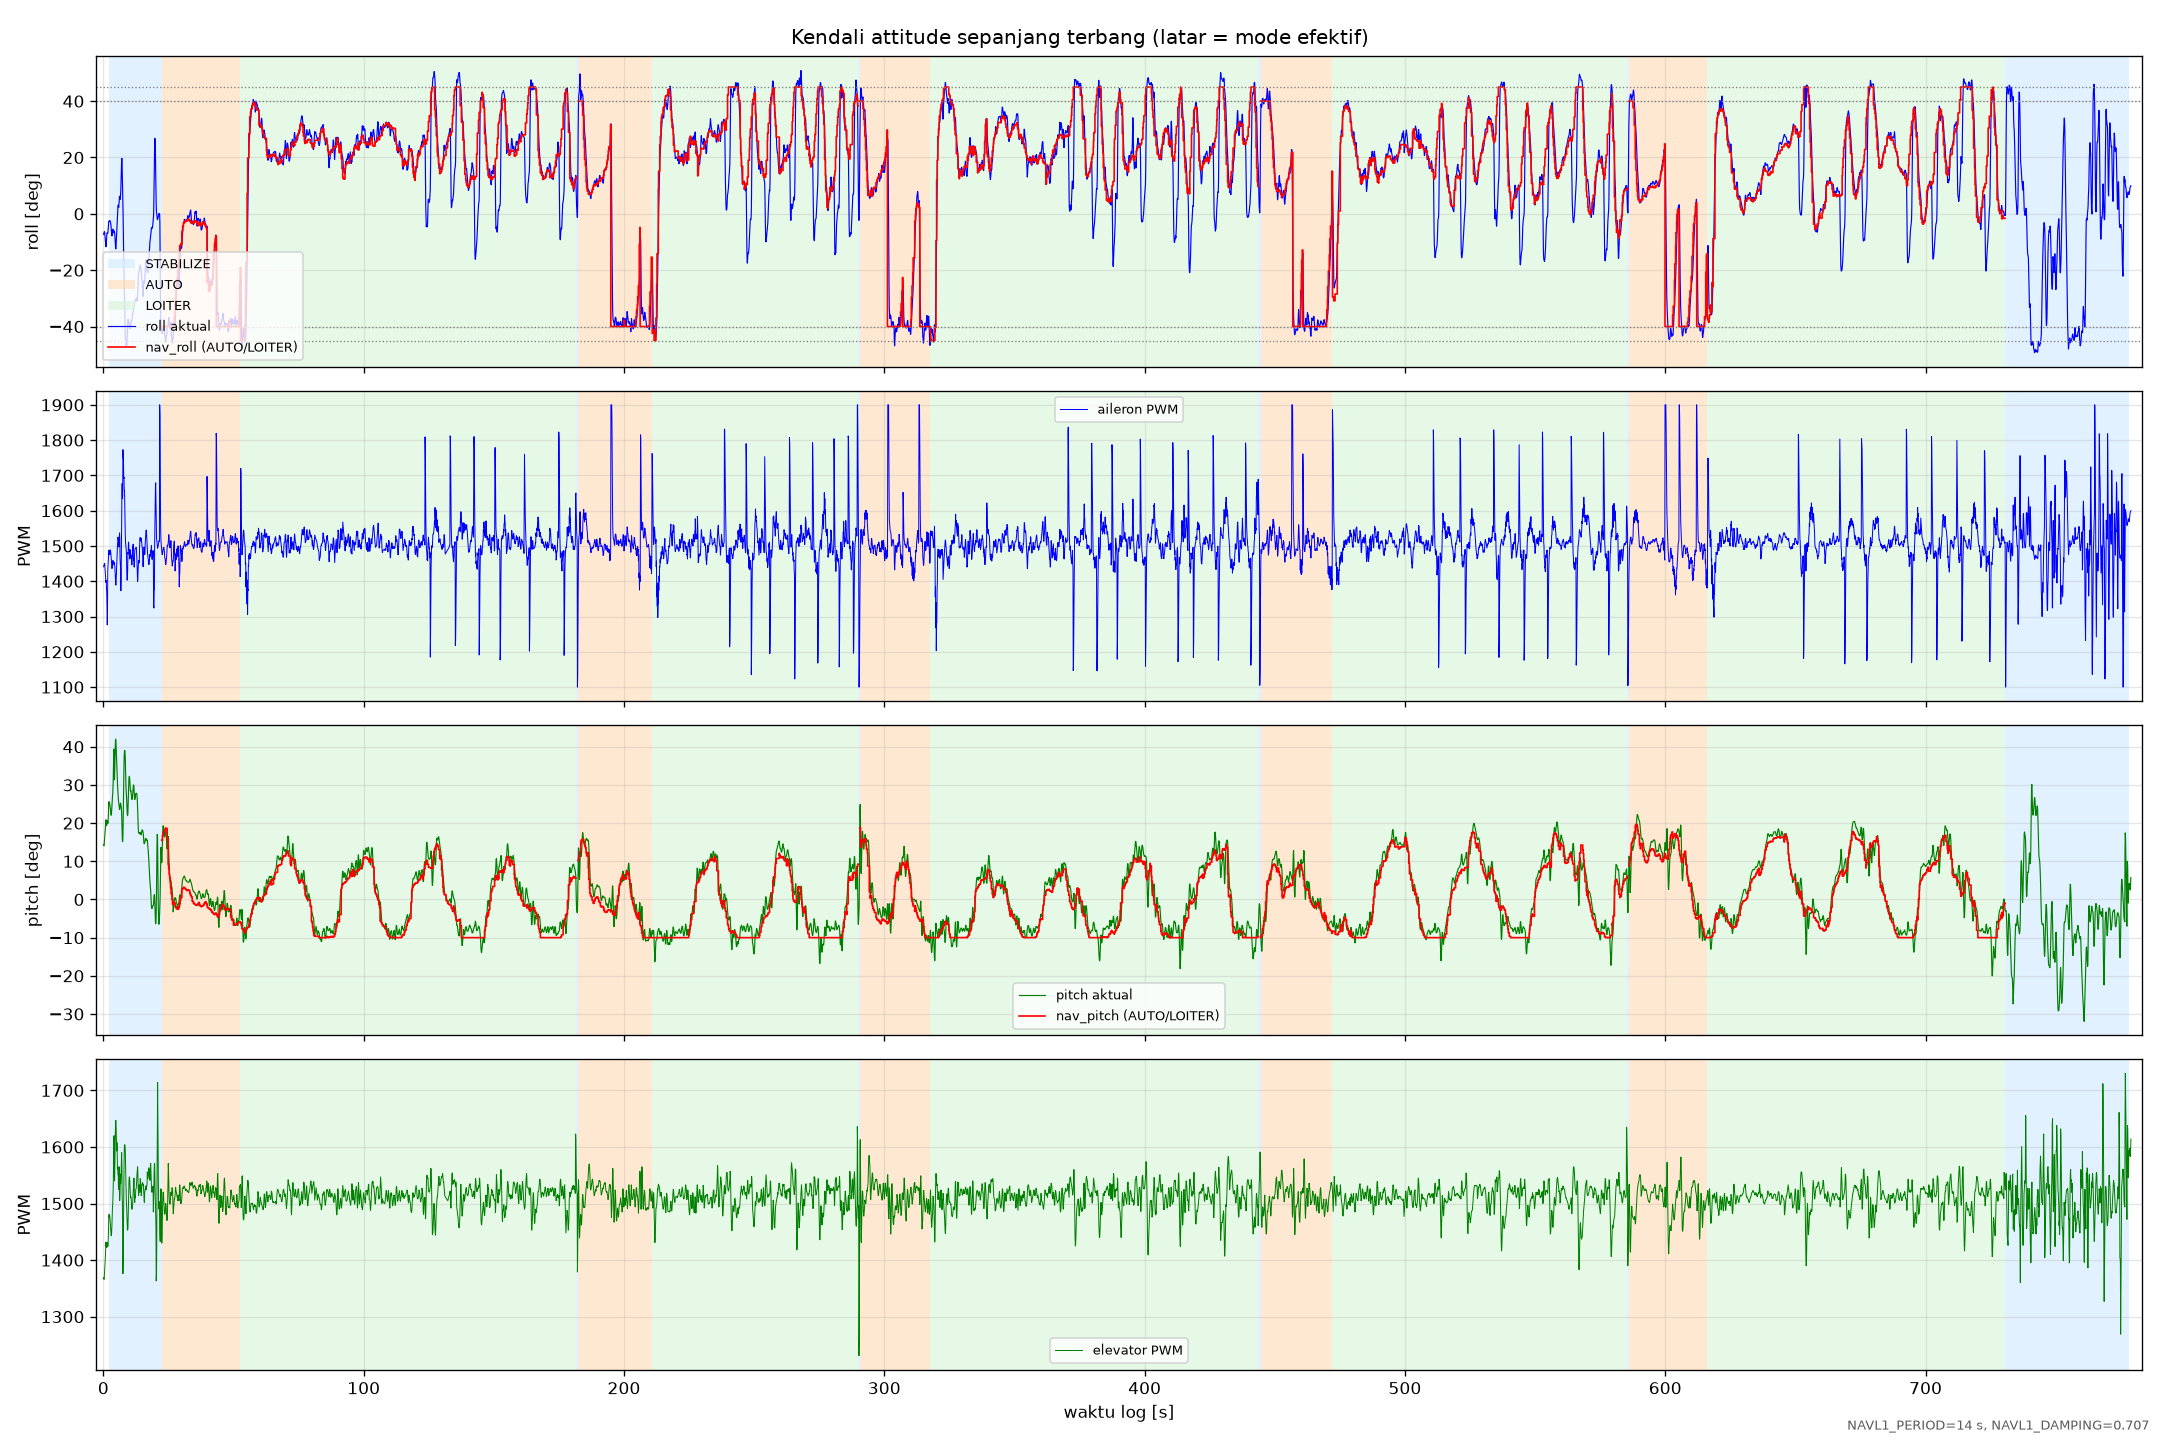 Kendali attitude sepanjang terbang (latar = mode efektif)
40
20
0
−20
−40
roll [deg]
STABILIZE
AUTO
LOITER
roll aktual
nav_roll (AUTO/LOITER)
1900
1800
1700
1600
1500
1400
1300
1200
1100
PWM
aileron PWM
40
30
20
10
0
−10
−20
−30
pitch [deg]
pitch aktual
nav_pitch (AUTO/LOITER)
1700
1600
1500
1400
1300
PWM
elevator PWM
0 100 200 300 400 500 600 700
waktu log [s]
NAVL1_PERIOD=14 s, NAVL1_DAMPING=0.707